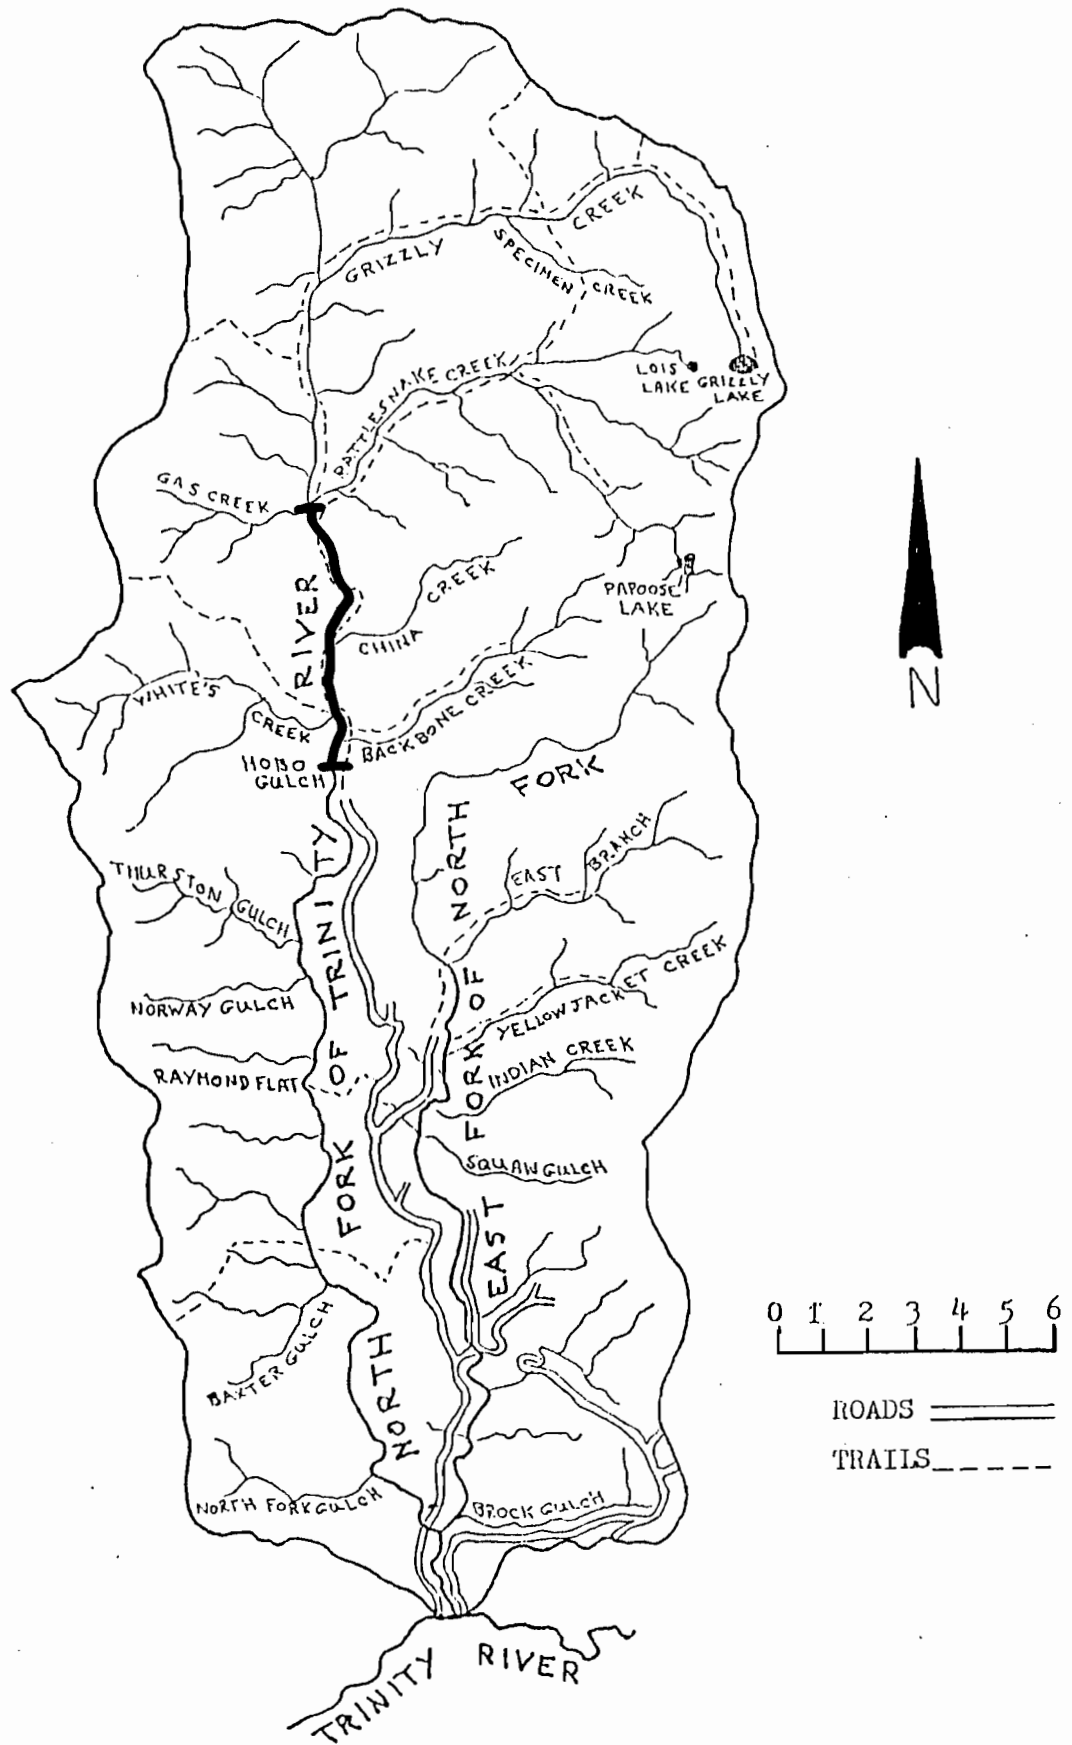 GRIZZLY CREEK
SPECIMEN CREEK
LOIS
LAKE
GRIZZLY
LAKE
RATTLESNAKE CREEK
GAS CREEK
PAPOOSE
LAKE
CHINA CREEK
WHITE'S CREEK
BACKBONE CREEK
HOBO
GULCH
N
NORTH FORK OF TRINITY RIVER
EAST FORK OF NORTH FORK
EAST BRANCH
THURSTON GULCH
NORWAY GULCH
YELLOWJACKET CREEK
RAYMOND FLAT
INDIAN CREEK
SQUAW GULCH
BAXTER GULCH
NORTH FORK GULCH
BROCK GULCH
TRINITY RIVER
0 1 2 3 4 5 6
ROADS
TRAILS